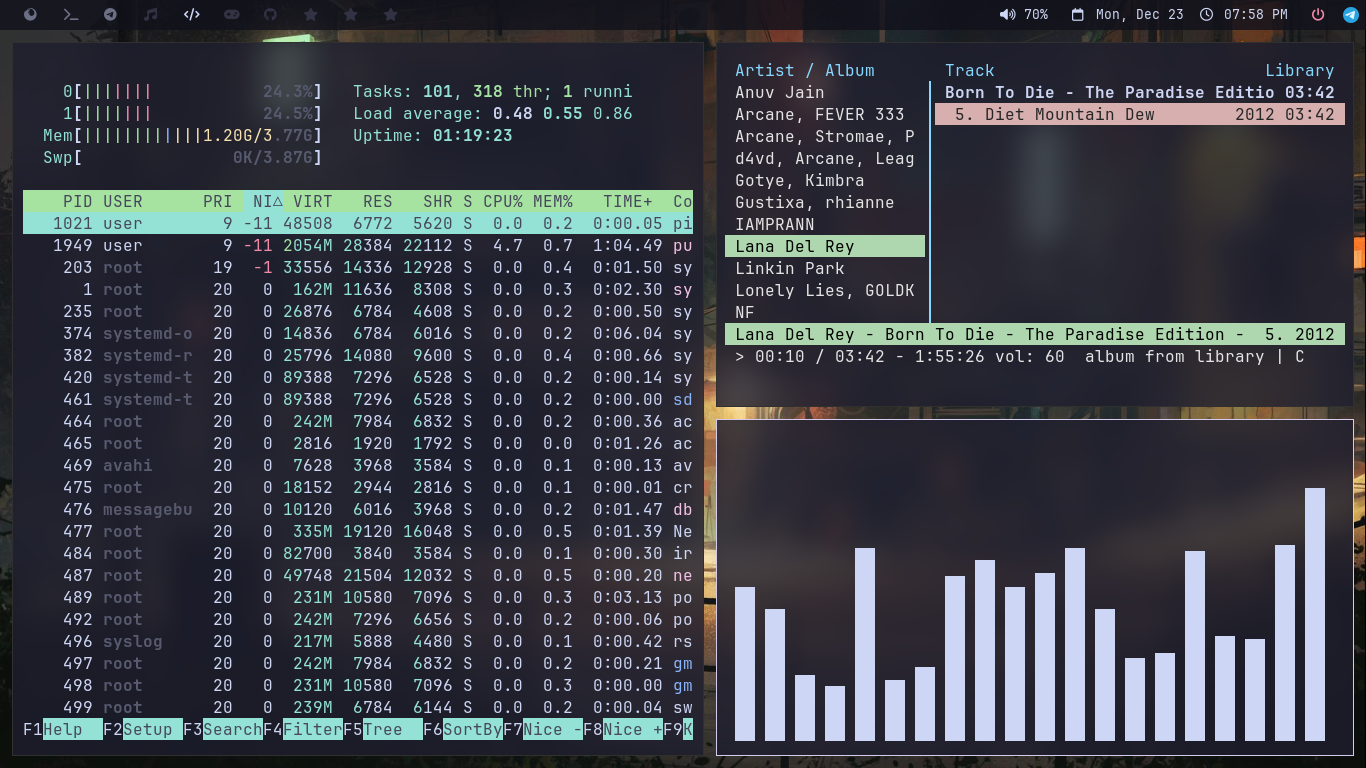 70% Mon, Dec 23 07:58 PM
0[||||||| 24.3%] Tasks: 101, 318 thr; 1 runni
1[||||||| 24.5%] Load average: 0.48 0.55 0.86
Mem[||||||||||||1.20G/3.77G] Uptime: 01:19:23
Swp[ 0K/3.87G]
PID USER PRI NI△ VIRT RES SHR S CPU% MEM% TIME+ Co
1021 user 9 -11 48508 6772 5620 S 0.0 0.2 0:00.05 pi
1949 user 9 -11 2054M 28384 22112 S 4.7 0.7 1:04.49 pu
203 root 19 -1 33556 14336 12928 S 0.0 0.4 0:01.50 sy
1 root 20 0 162M 11636 8308 S 0.0 0.3 0:02.30 sy
235 root 20 0 26876 6784 4608 S 0.0 0.2 0:00.50 sy
374 systemd-o 20 0 14836 6784 6016 S 0.0 0.2 0:06.04 sy
382 systemd-r 20 0 25796 14080 9600 S 0.0 0.4 0:00.66 sy
420 systemd-t 20 0 89388 7296 6528 S 0.0 0.2 0:00.14 sy
461 systemd-t 20 0 89388 7296 6528 S 0.0 0.2 0:00.00 sd
464 root 20 0 242M 7984 6832 S 0.0 0.2 0:00.36 ac
465 root 20 0 2816 1920 1792 S 0.0 0.0 0:01.26 ac
469 avahi 20 0 7628 3968 3584 S 0.0 0.1 0:00.13 av
475 root 20 0 18152 2944 2816 S 0.0 0.1 0:00.01 cr
476 messagebu 20 0 10120 6016 3968 S 0.0 0.2 0:01.47 db
477 root 20 0 335M 19120 16048 S 0.0 0.5 0:01.39 Ne
484 root 20 0 82700 3840 3584 S 0.0 0.1 0:00.30 ir
487 root 20 0 49748 21504 12032 S 0.0 0.5 0:00.20 ne
489 root 20 0 231M 10580 7096 S 0.0 0.3 0:03.13 po
492 root 20 0 242M 7296 6656 S 0.0 0.2 0:00.06 po
496 syslog 20 0 217M 5888 4480 S 0.0 0.1 0:00.42 rs
497 root 20 0 242M 7984 6832 S 0.0 0.2 0:00.21 gm
498 root 20 0 231M 10580 7096 S 0.0 0.3 0:00.00 gm
499 root 20 0 239M 6784 6144 S 0.0 0.2 0:00.04 sw
F1Help F2Setup F3SearchF4FilterF5Tree F6SortByF7Nice -F8Nice +F9K
Artist / Album Track Library
Anuv Jain Born To Die - The Paradise Editio 03:42
Arcane, FEVER 333 5. Diet Mountain Dew 2012 03:42
Arcane, Stromae, P
d4vd, Arcane, Leag
Gotye, Kimbra
Gustixa, rhianne
IAMPRANN
Lana Del Rey
Linkin Park
Lonely Lies, GOLDK
NF
Lana Del Rey - Born To Die - The Paradise Edition - 5. 2012
> 00:10 / 03:42 - 1:55:26 vol: 60 album from library | C